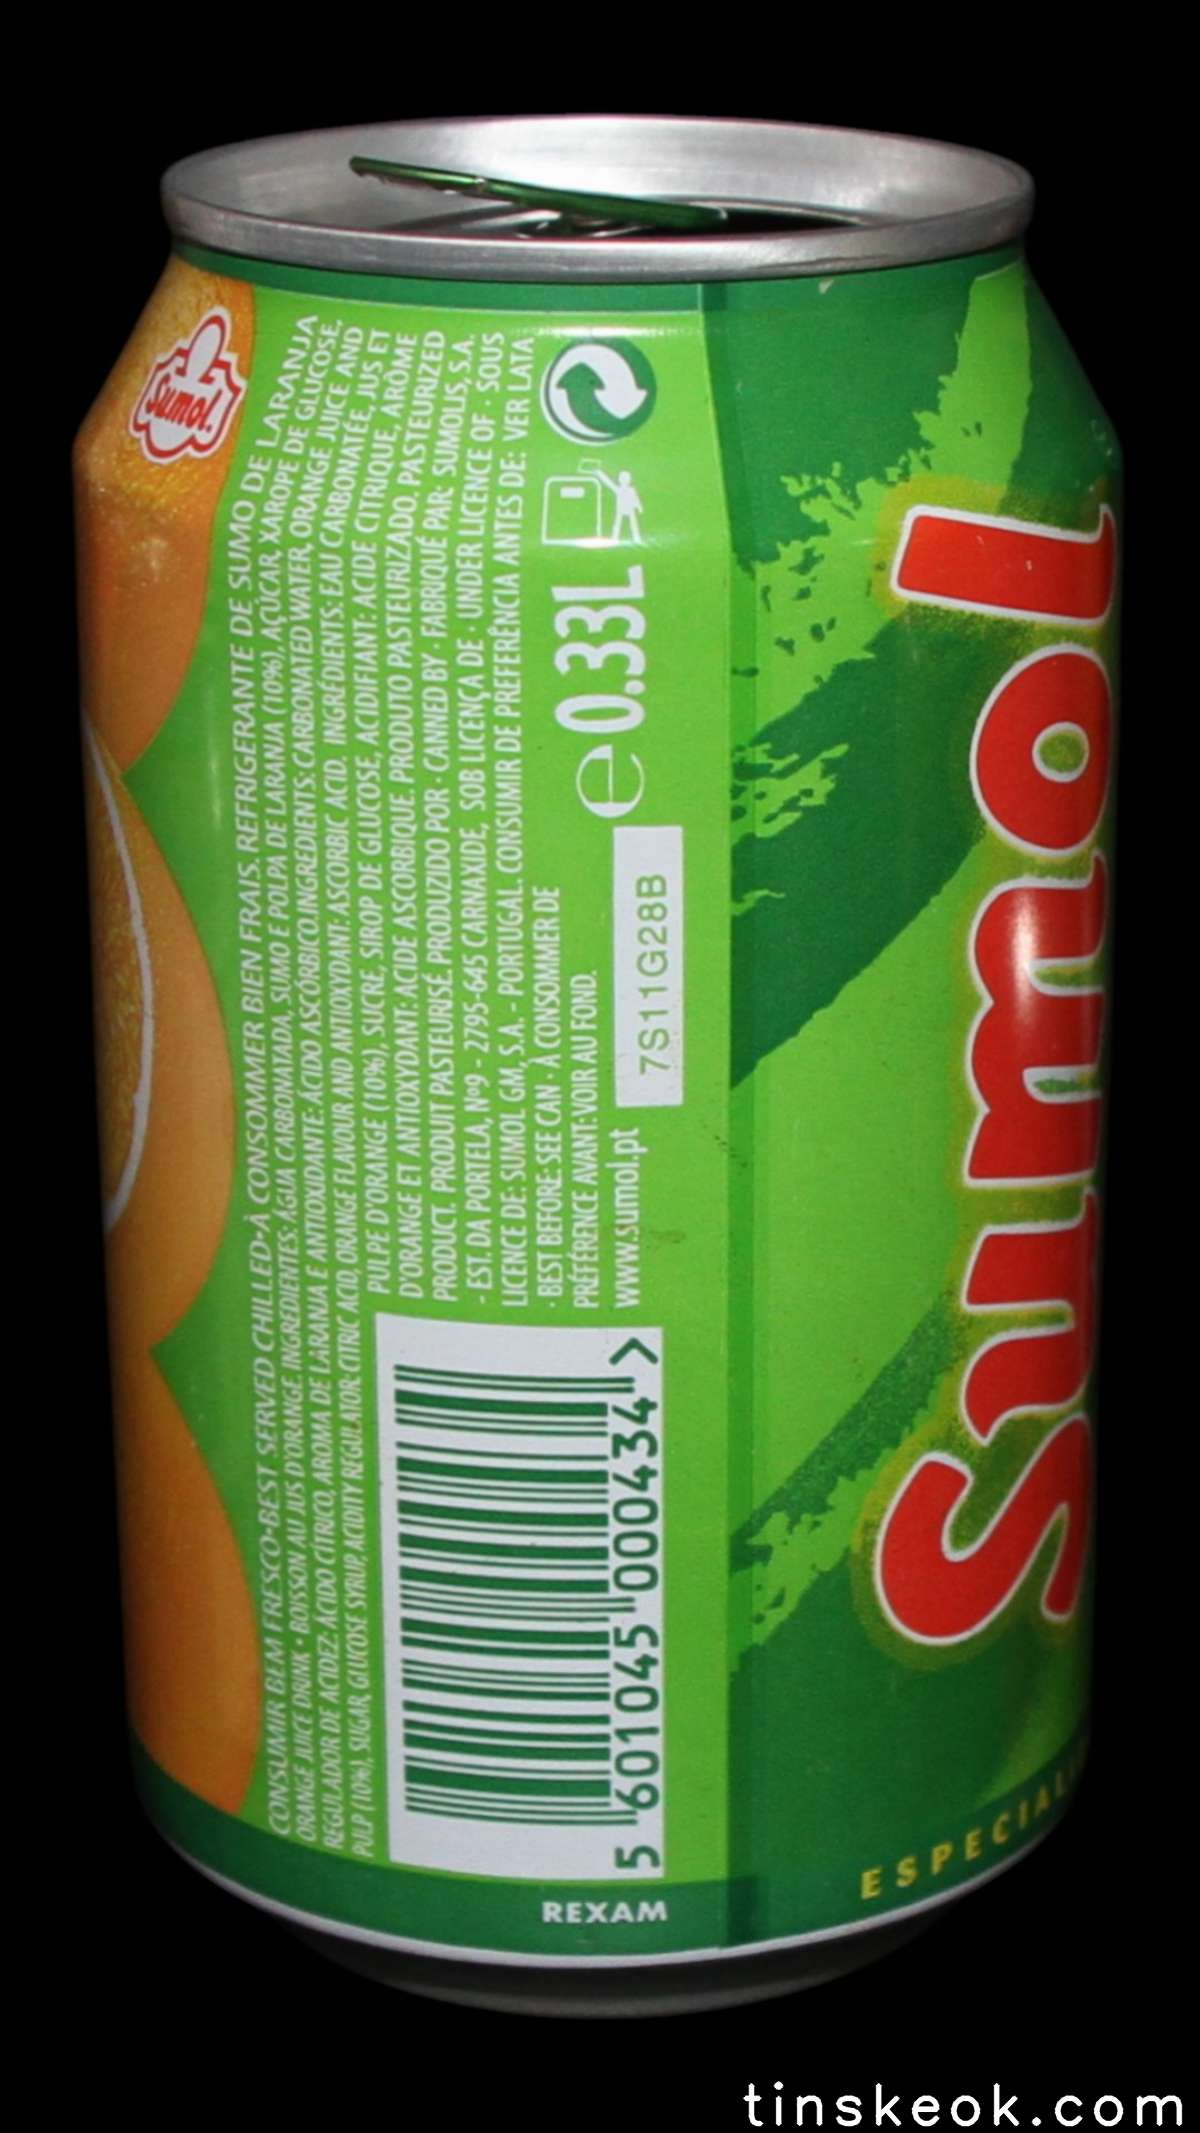 Sumol.
CONSUMIR BEM FRESCO•BEST SERVED CHILLED•À CONSOMMER BIEN FRAIS. REFRIGERANTE DE SUMO DE LARANJA
ORANGE JUICE DRINK • BOISSON AU JUS D'ORANGE. INGREDIENTES: ÁGUA CARBONATADA, SUMO E POLPA DE LARANJA (10%), AÇUCAR, XAROPE DE GLUCOSE,
REGULADOR DE ACIDEZ: ÁCIDO CÍTRICO, AROMA DE LARANJA E ANTIOXIDANTE: ÁCIDO ASCÓRBICO.INGREDIENTS: CARBONATED WATER, ORANGE JUICE AND
PULP (10%), SUGAR, GLUCOSE SYRUP, ACIDITY REGULATOR: CITRIC ACID, ORANGE FLAVOUR AND ANTIOXYDANT: ASCORBIC ACID. INGRÉDIENTS: EAU CARBONATÉE, JUS ET
PULPE D'ORANGE (10%), SUCRE, SIROP DE GLUCOSE, ACIDIFIANT: ACIDE CITRIQUE, ARÔME
D'ORANGE ET ANTIOXYDANT: ACIDE ASCORBIQUE. PRODUTO PASTEURIZADO. PASTEURIZED
PRODUCT. PRODUIT PASTEURISÉ. PRODUZIDO POR · CANNED BY · FABRIQUÉ PAR: SUMOLIS, S.A.
- EST. DA PORTELA, Nº9 - 2795-645 CARNAXIDE, SOB LICENÇA DE · UNDER LICENCE OF · SOUS
LICENCE DE: SUMOL GM, S.A. - PORTUGAL. CONSUMIR DE PREFERÊNCIA ANTES DE: VER LATA
· BEST BEFORE: SEE CAN · À CONSOMMER DE
PRÉFÉRENCE AVANT: VOIR AU FOND.
www.sumol.pt
7S11G28B
e 0.33L
5 601045 000434 >
REXAM
Sumol
tinskeok.com